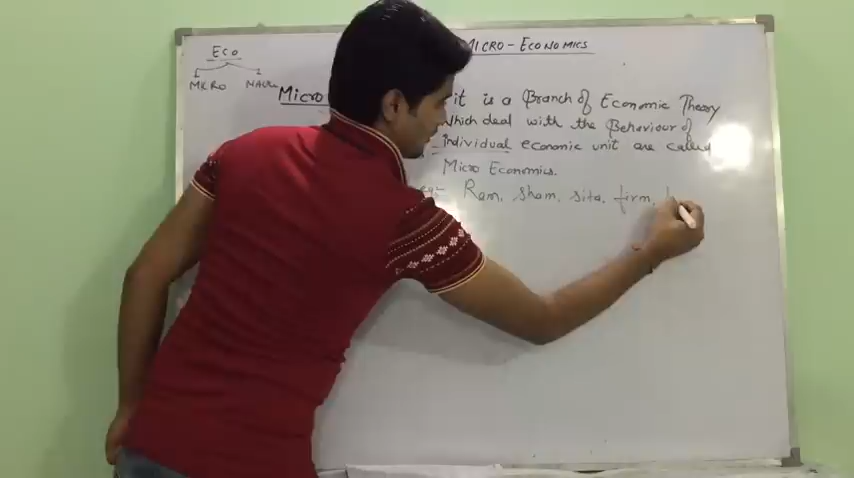 MICRO-ECONOMICS
ECO
MICRO
Micro
it is a Branch of Economic Theory
Which deal with the Behaviour of
individual economic unit are called
Micro Economics.
eg:- Ram, sham, sita, firm,